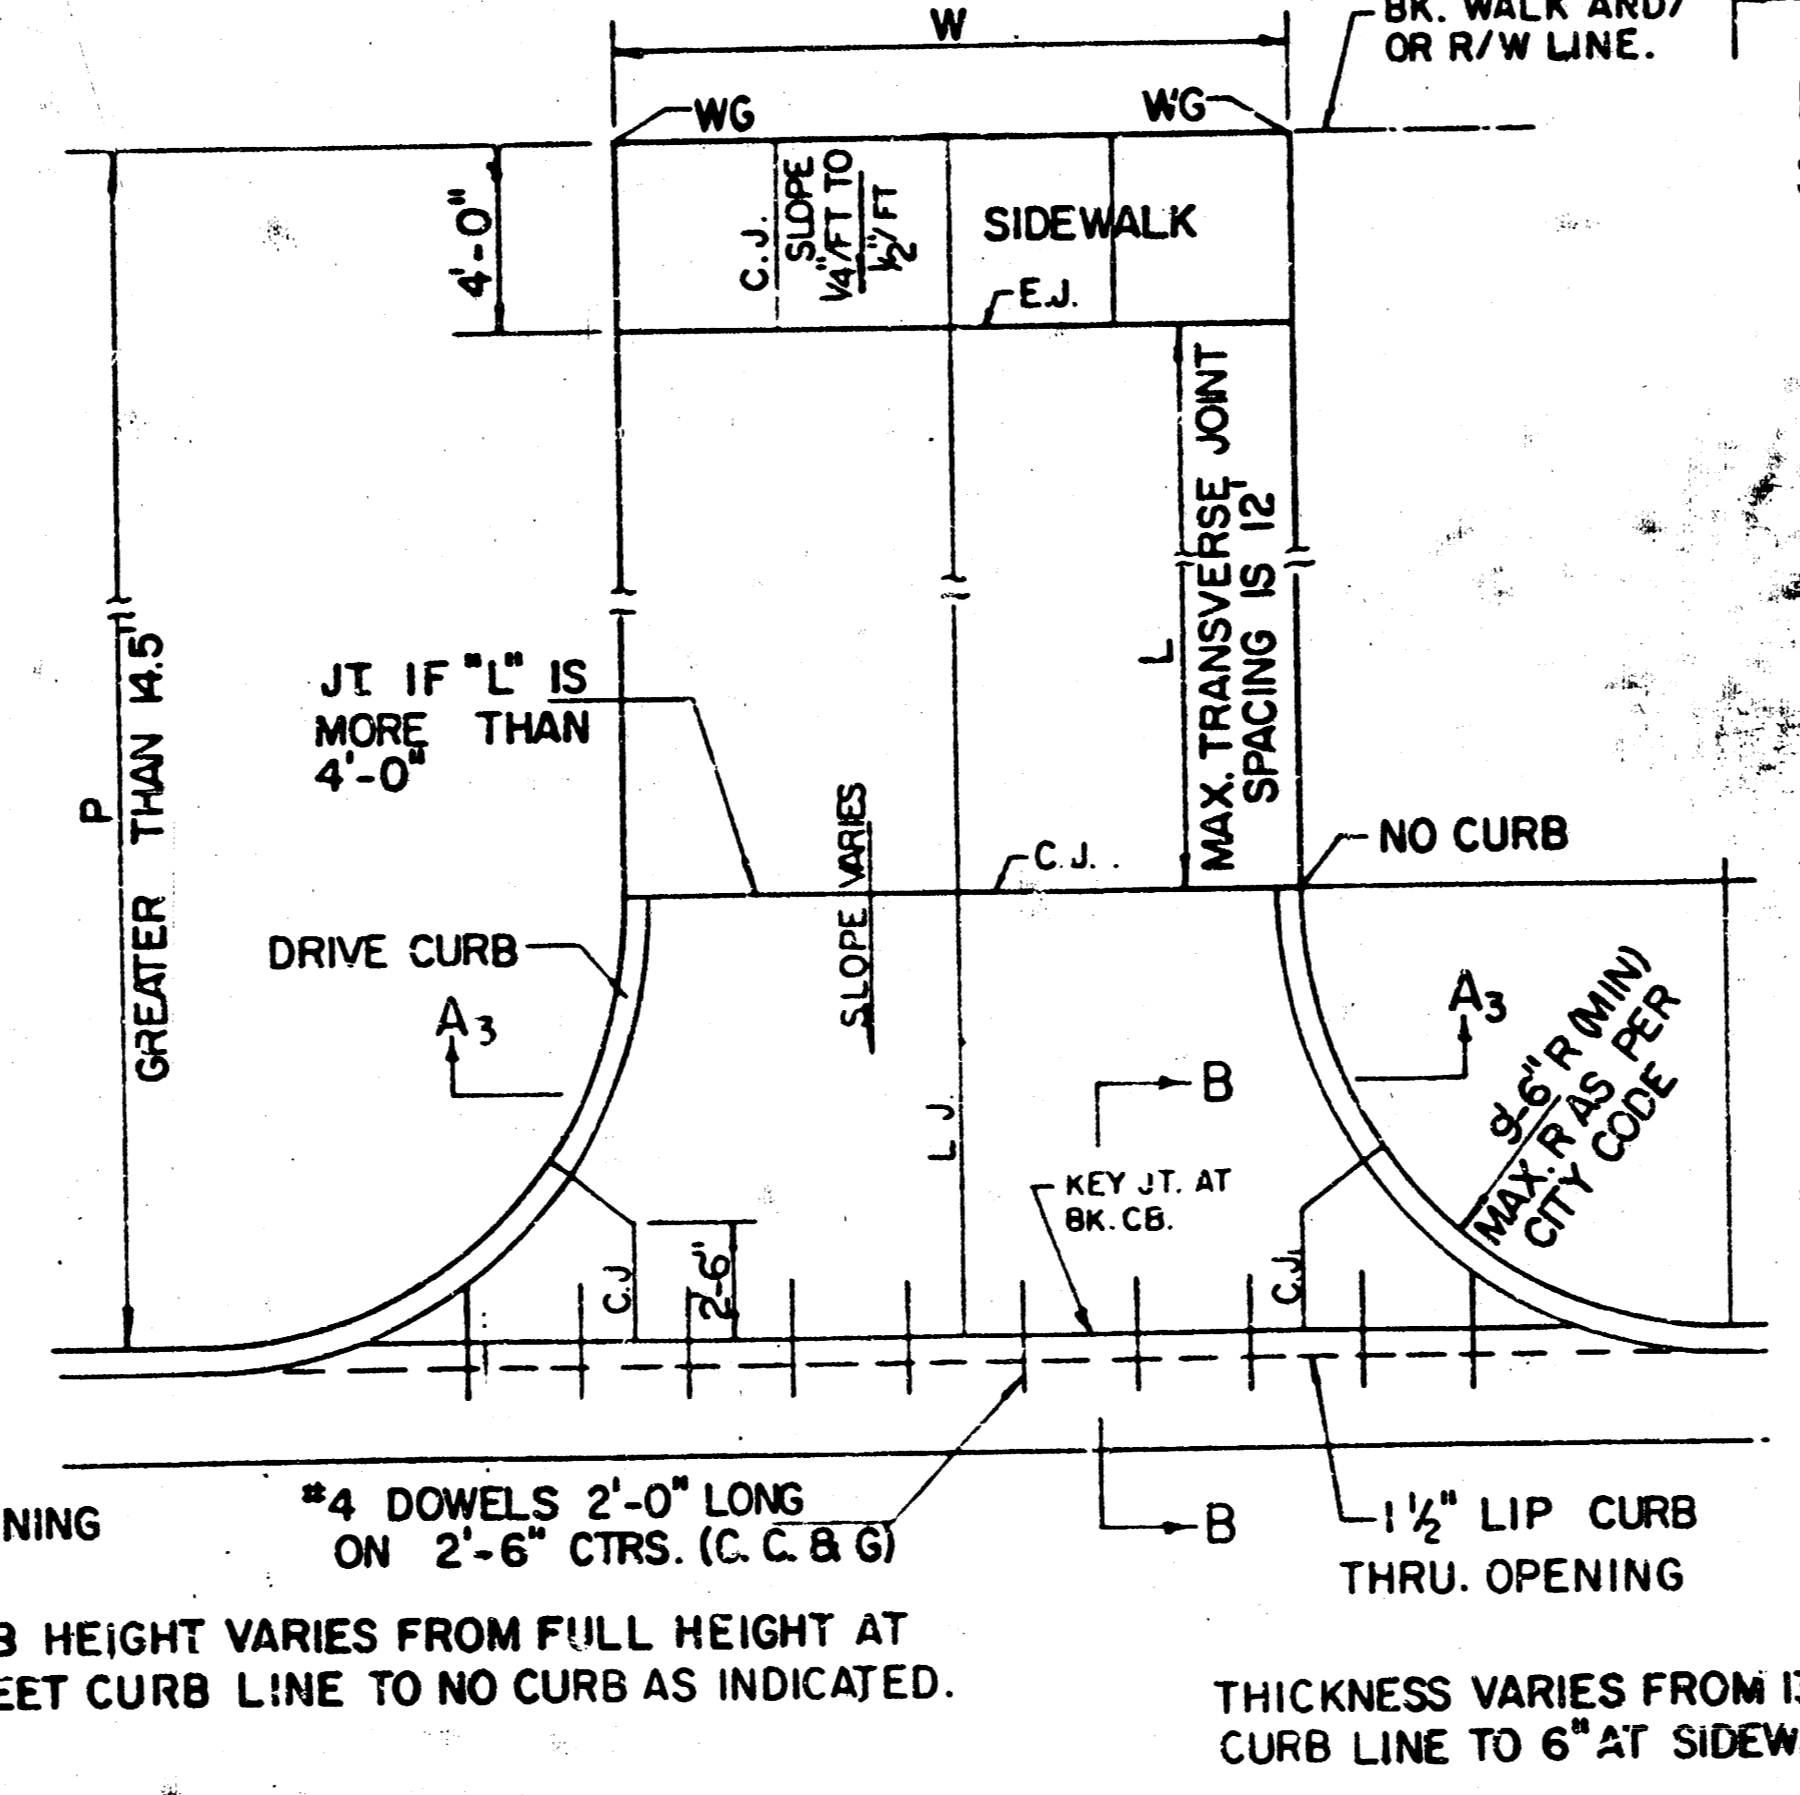 W
BK. WALK AND/
OR R/W LINE.
WG
WG
4'-0"
C.J.
SLOPE
1/4"/FT TO
1/2"/FT
SIDEWALK
E.J.
MAX. TRANSVERSE JOINT
SPACING IS 12'
L
P
GREATER THAN 14.5'
JT. IF "L" IS
MORE THAN
4'-0"
SLOPE VARIES
C.J.
NO CURB
DRIVE CURB
A3
A3
9'-6" R (MIN)
MAX. R AS PER
CITY CODE
B
L J.
KEY JT. AT
BK. CB.
C.J.
2'-6"
C.J.
#4 DOWELS 2'-0" LONG
ON 2'-6" CTRS. (C. C. & G)
B
1 1/2" LIP CURB
THRU. OPENING
NING
HEIGHT VARIES FROM FULL HEIGHT AT
EET CURB LINE TO NO CURB AS INDICATED.
THICKNESS VARIES FROM
CURB LINE TO 6" AT SIDEW